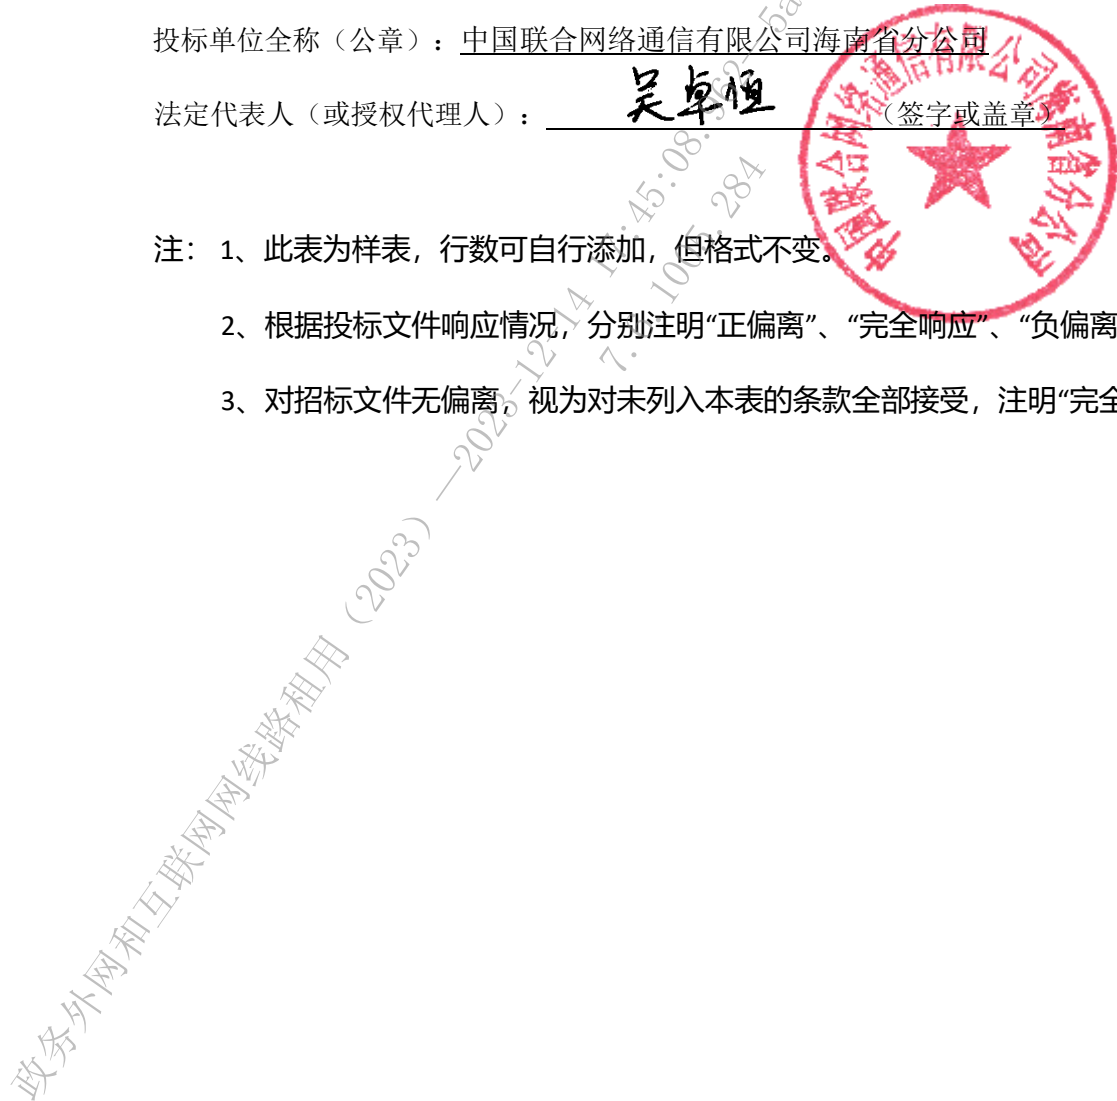 投标单位全称（公章）：中国联合网络通信有限公司海南省分公司
法定代表人（或授权代理人）：吴卓恒（签字或盖章）
中国联合网络通信有限公司海南省分公司
注： 1、此表为样表，行数可自行添加，但格式不变。
2、根据投标文件响应情况，分别注明“正偏离”、“完全响应”、“负偏离
3、对招标文件无偏离，视为对未列入本表的条款全部接受，注明“完全
政务外网和互联网网线路租用（2023）—2023-12-14
7. 1005. 284